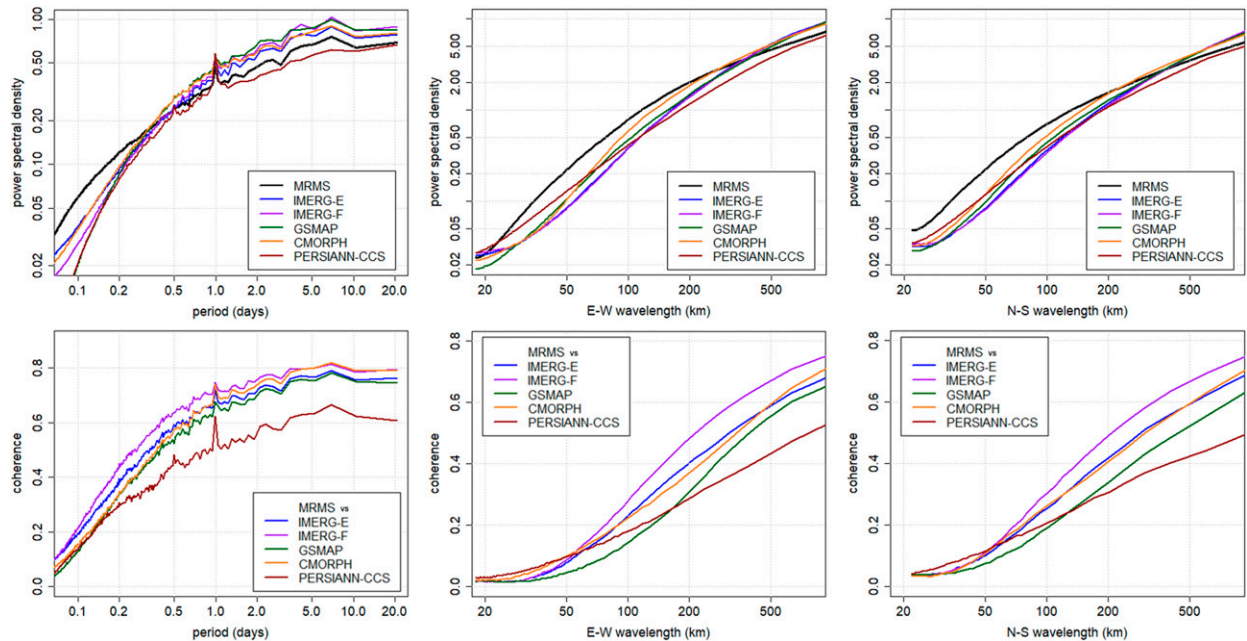 power spectral density
1.00
0.50
0.20
0.10
0.05
0.02
MRMS
IMERG-E
IMERG-F
GSMAP
CMORPH
PERSIANN-CCS
0.1 0.2 0.5 1.0 2.0 5.0 10.0 20.0
period (days)
power spectral density
5.00
2.00
0.50
0.20
0.05
0.02
MRMS
IMERG-E
IMERG-F
GSMAP
CMORPH
PERSIANN-CCS
20 50 100 200 500
E-W wavelength (km)
power spectral density
5.00
2.00
0.50
0.20
0.05
0.02
MRMS
IMERG-E
IMERG-F
GSMAP
CMORPH
PERSIANN-CCS
20 50 100 200 500
N-S wavelength (km)
coherence
0.8
0.6
0.4
0.2
0.0
MRMS vs
IMERG-E
IMERG-F
GSMAP
CMORPH
PERSIANN-CCS
0.1 0.2 0.5 1.0 2.0 5.0 10.0 20.0
period (days)
coherence
0.8
0.6
0.4
0.2
0.0
MRMS vs
IMERG-E
IMERG-F
GSMAP
CMORPH
PERSIANN-CCS
20 50 100 200 500
E-W wavelength (km)
coherence
0.8
0.6
0.4
0.2
0.0
MRMS vs
IMERG-E
IMERG-F
GSMAP
CMORPH
PERSIANN-CCS
20 50 100 200 500
N-S wavelength (km)